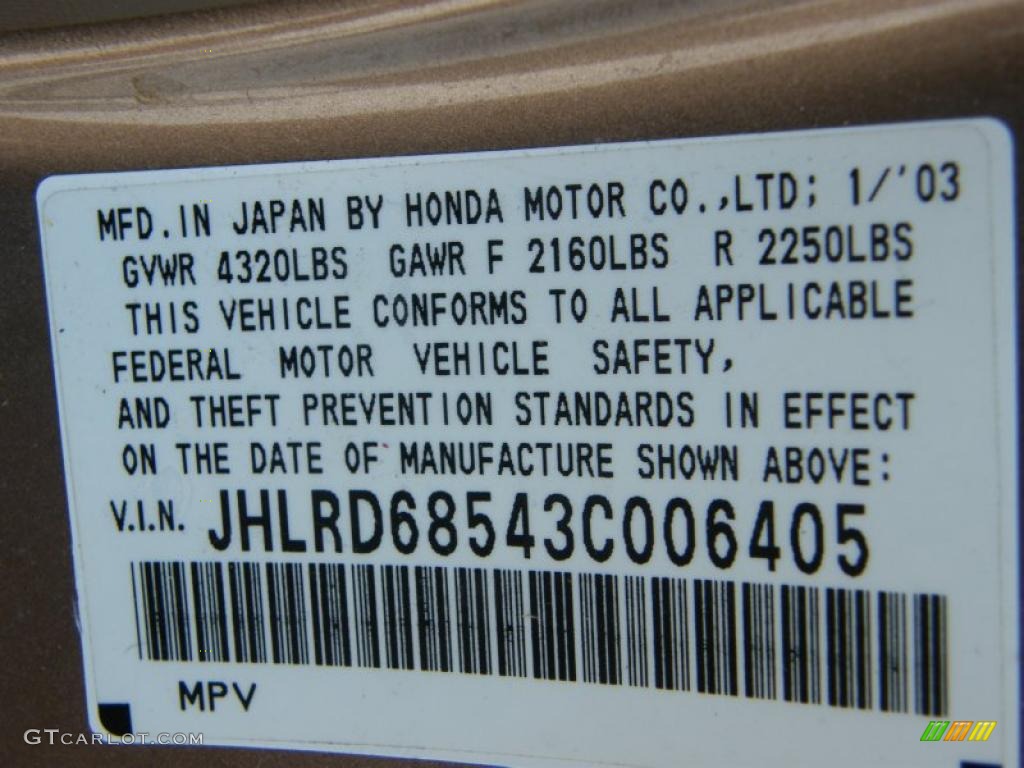 MFD. IN JAPAN BY HONDA MOTOR CO.,LTD; 1/'03
GVWR 4320LBS GAWR F 2160LBS R 2250LBS
THIS VEHICLE CONFORMS TO ALL APPLICABLE
FEDERAL MOTOR VEHICLE SAFETY,
AND THEFT PREVENTION STANDARDS IN EFFECT
ON THE DATE OF MANUFACTURE SHOWN ABOVE:
V.I.N. JHLRD68543C006405
MPV
GTCARLOT.COM